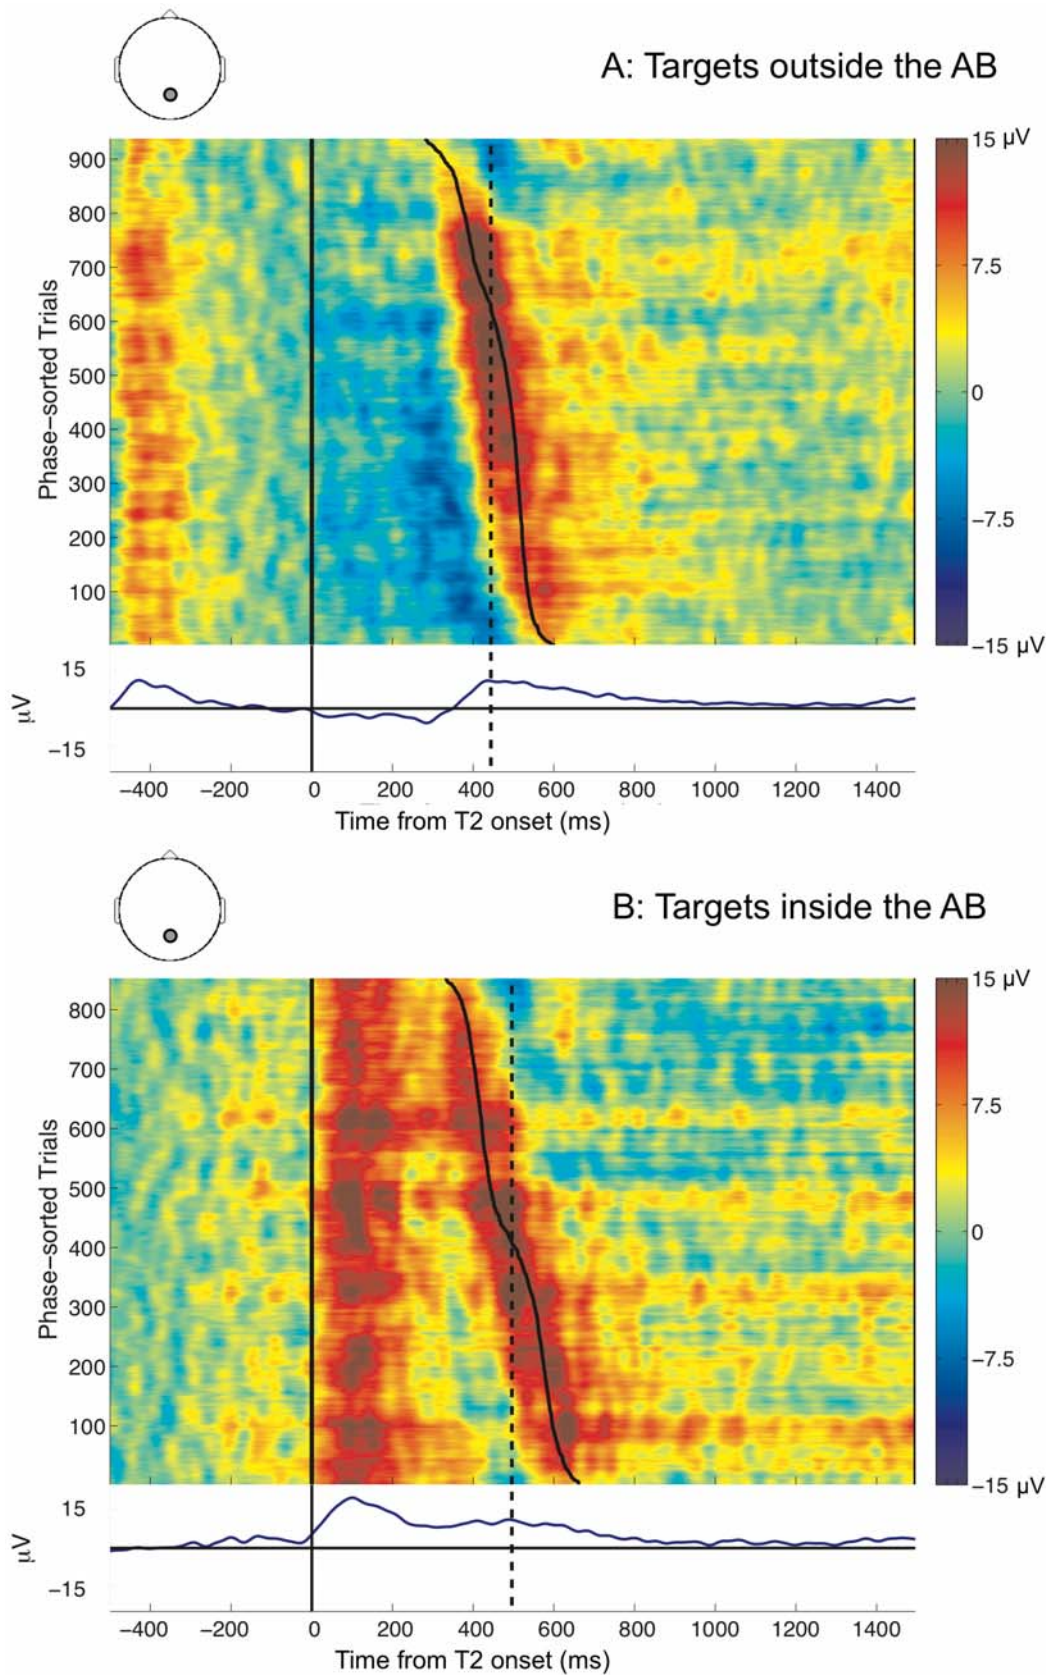 A: Targets outside the AB
Phase-sorted Trials
900
800
700
600
500
400
300
200
100
15 µV
7.5
0
-7.5
-15 µV
µV
15
-15
-400 -200 0 200 400 600 800 1000 1200 1400
Time from T2 onset (ms)
B: Targets inside the AB
Phase-sorted Trials
800
700
600
500
400
300
200
100
15 µV
7.5
0
-7.5
-15 µV
µV
15
-15
-400 -200 0 200 400 600 800 1000 1200 1400
Time from T2 onset (ms)